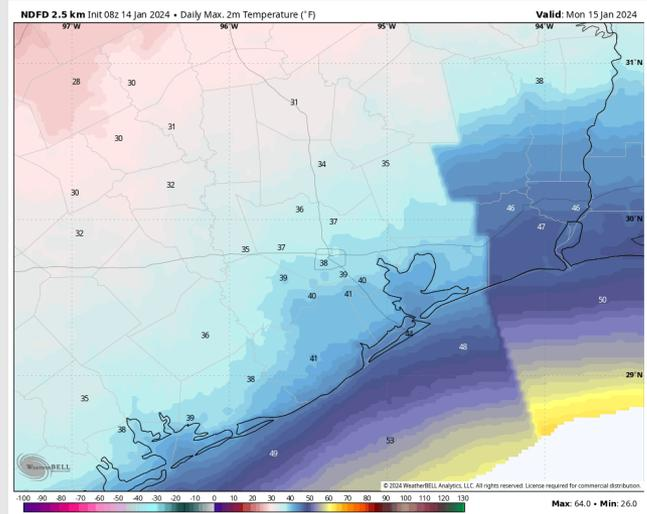 NDFD 2.5 km Init 08z 14 Jan 2024 • Daily Max. 2m Temperature (°F) Valid: Mon 15 Jan 2024
97°W 96°W 95°W 94°W
31°N
28 30 38
31
30 31
34 35
30 32
36 46 46
37 47 30°N
32
35 37
38
39 39 40
40 41 50
36 44
48
41
38 29°N
35
39
38
53
49
WeatherBELL
© 2024 WeatherBELL Analytics, LLC. All rights reserved. License required for commercial distribution.
-100 -90 -80 -70 -60 -50 -40 -30 -20 -10 0 10 20 30 40 50 60 70 80 90 100 110 120 130 Max: 64.0 • Min: 26.0